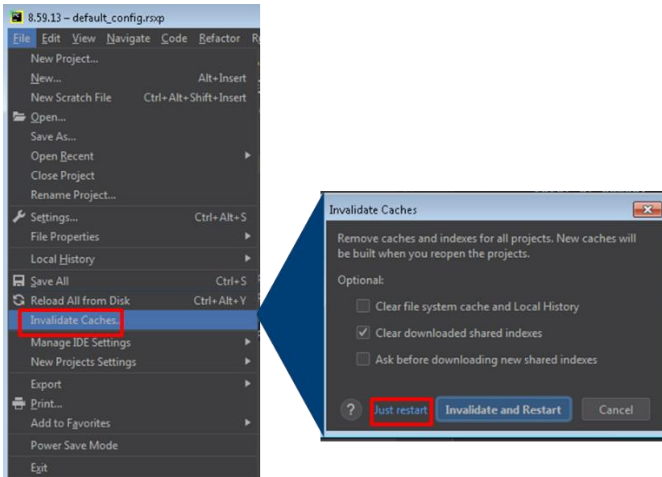 8.59.13 – default_config.rsxp
File Edit View Navigate Code Refactor
New Project...
New... Alt+Insert
New Scratch File Ctrl+Alt+Shift+Insert
Open...
Save As...
Open Recent
Close Project
Rename Project...
Settings... Ctrl+Alt+S
File Properties
Local History
Save All Ctrl+S
Reload All from Disk Ctrl+Alt+Y
Invalidate Caches...
Manage IDE Settings
New Projects Settings
Export
Print...
Add to Favorites
Power Save Mode
Exit
Invalidate Caches
Remove caches and indexes for all projects. New caches will
be built when you reopen the projects.
Optional:
Clear file system cache and Local History
Clear downloaded shared indexes
Ask before downloading new shared indexes
? Just restart Invalidate and Restart Cancel